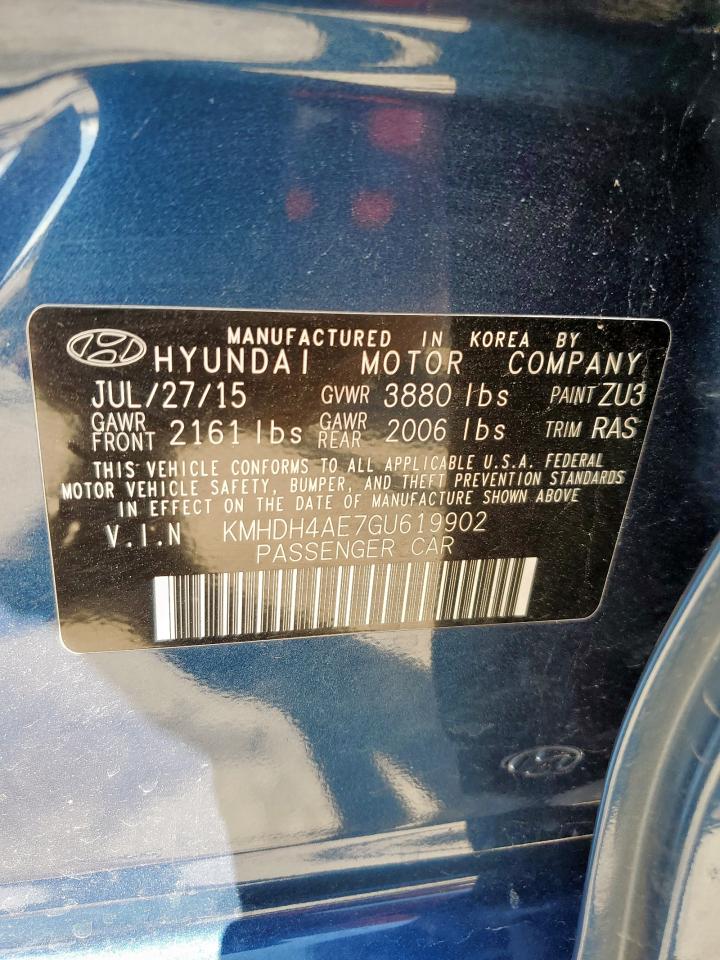 MANUFACTURED IN KOREA BY
HYUNDAI MOTOR COMPANY
JUL/27/15 GVWR 3880 lbs PAINT ZU3
GAWR FRONT 2161 lbs GAWR REAR 2006 lbs TRIM RAS
THIS VEHICLE CONFORMS TO ALL APPLICABLE U.S.A. FEDERAL
MOTOR VEHICLE SAFETY, BUMPER, AND THEFT PREVENTION STANDARDS
IN EFFECT ON THE DATE OF MANUFACTURE SHOWN ABOVE
V.I.N KMHDH4AE7GU619902
PASSENGER CAR